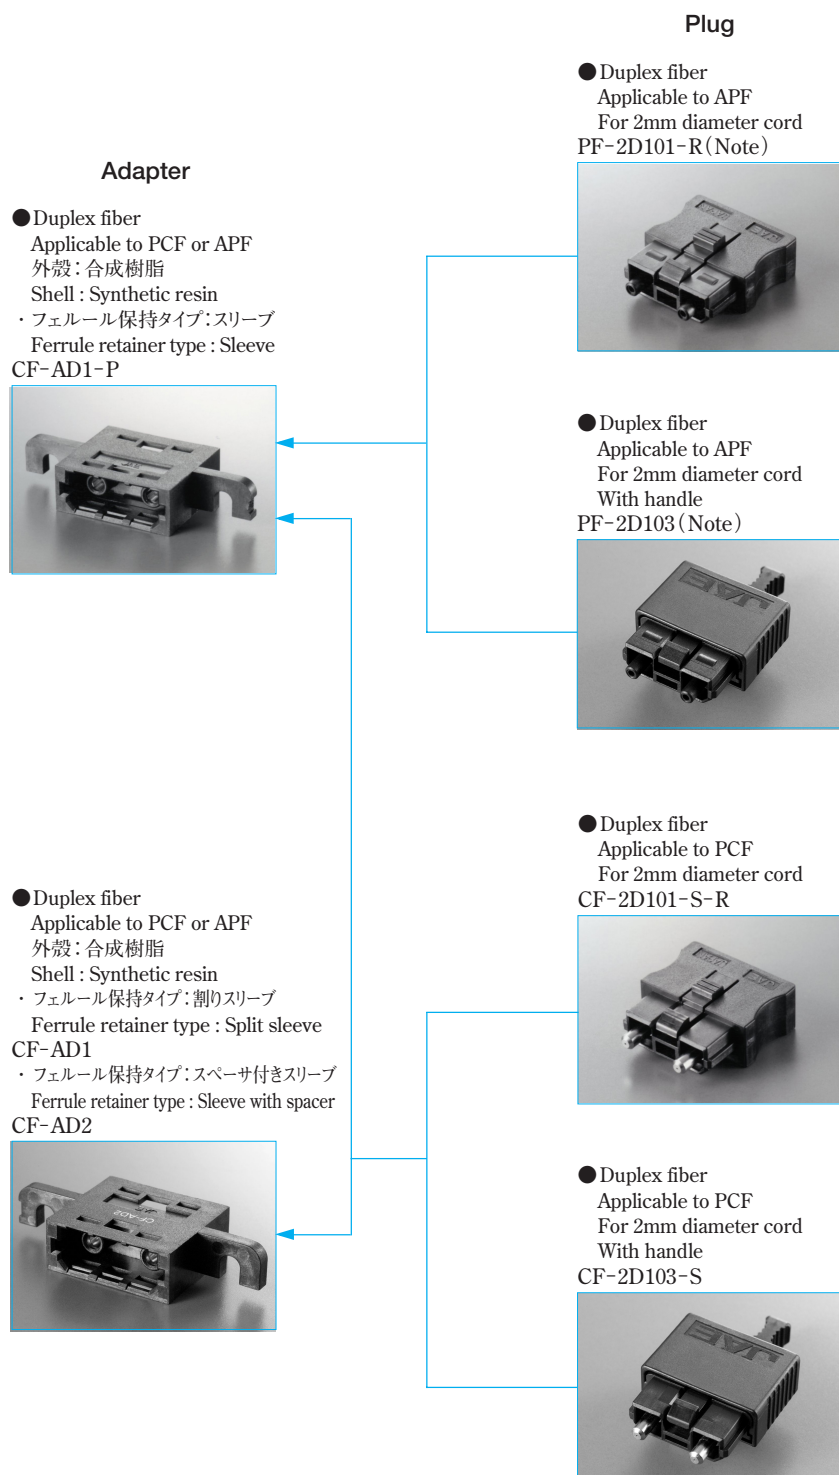 Plug
● Duplex fiber
Applicable to APF
For 2mm diameter cord
PF-2D101-R(Note)
Adapter
● Duplex fiber
Applicable to PCF or APF
外殻：合成樹脂
Shell : Synthetic resin
・フェルール保持タイプ：スリーブ
Ferrule retainer type : Sleeve
CF-AD1-P
● Duplex fiber
Applicable to APF
For 2mm diameter cord
With handle
PF-2D103(Note)
JAE
● Duplex fiber
Applicable to PCF
For 2mm diameter cord
CF-2D101-S-R
● Duplex fiber
Applicable to PCF or APF
外殻：合成樹脂
Shell : Synthetic resin
・フェルール保持タイプ：割りスリーブ
Ferrule retainer type : Split sleeve
CF-AD1
・フェルール保持タイプ：スペーサ付きスリーブ
Ferrule retainer type : Sleeve with spacer
CF-AD2
CF-AD2
● Duplex fiber
Applicable to PCF
For 2mm diameter cord
With handle
CF-2D103-S
JAE